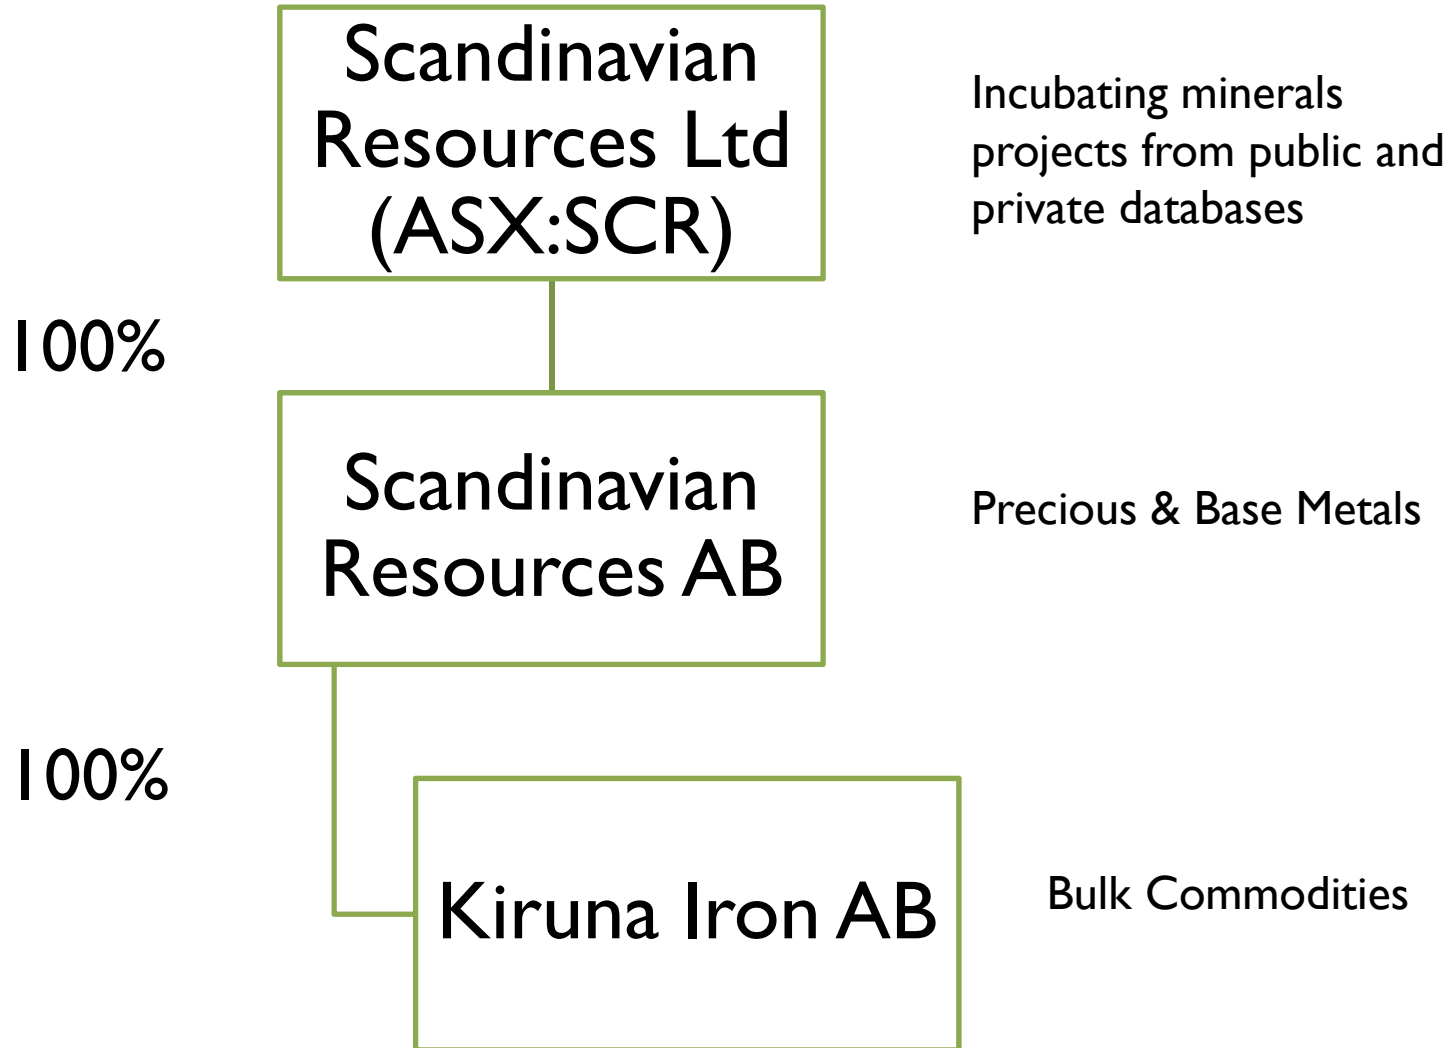 Scandinavian
Resources Ltd
(ASX:SCR)
Incubating minerals
projects from public and
private databases
100%
Scandinavian
Resources AB
Precious & Base Metals
100%
Kiruna Iron AB
Bulk Commodities